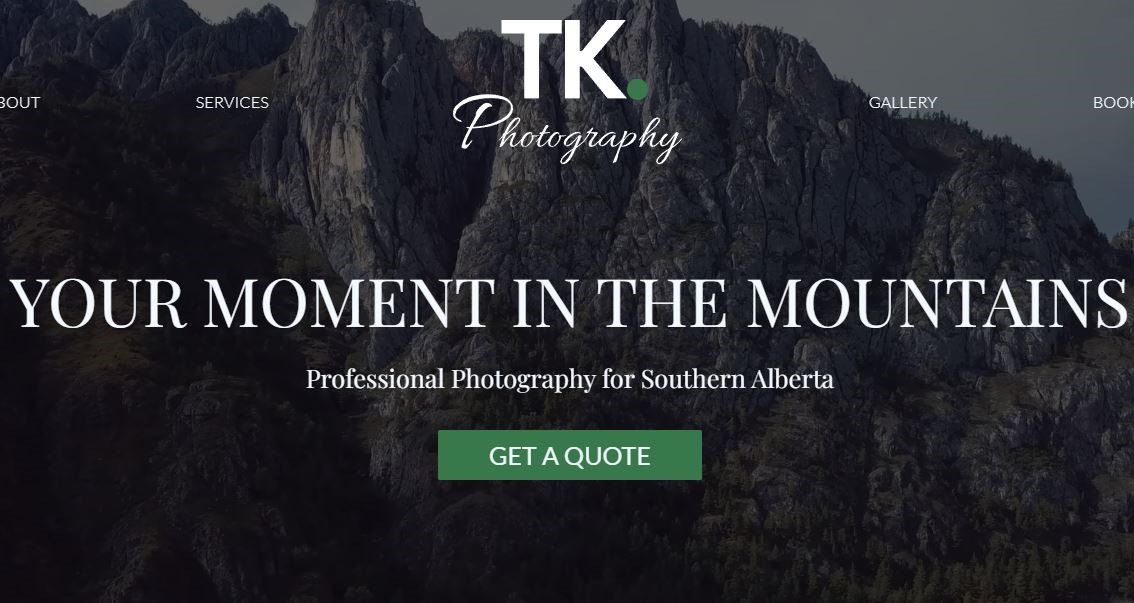 TK.
Photography
BOUT
SERVICES
GALLERY
BOOK
YOUR MOMENT IN THE MOUNTAINS
Professional Photography for Southern Alberta
GET A QUOTE